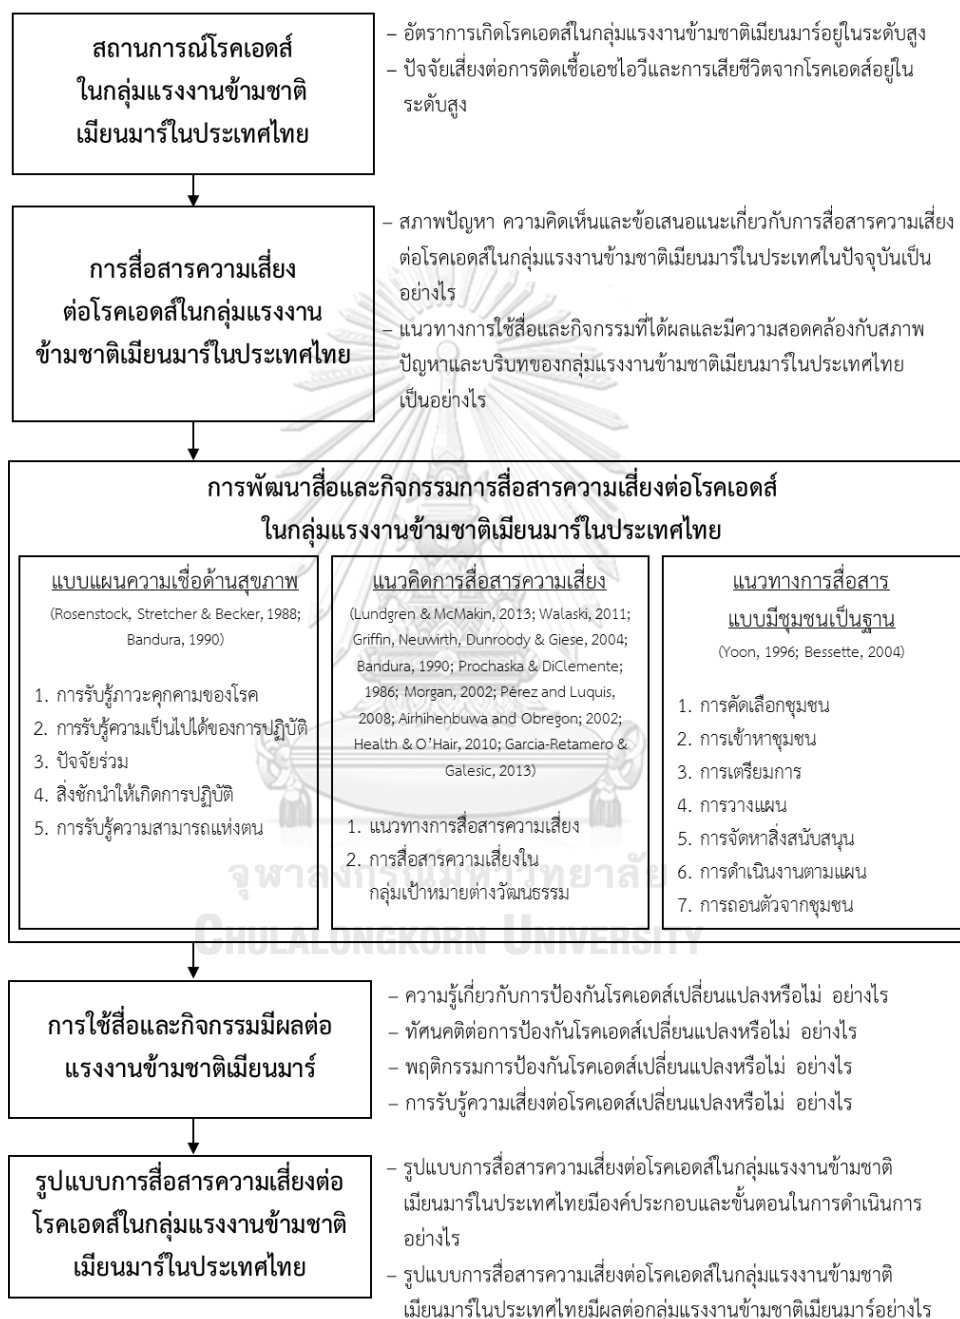 สถานการณ์โรคเอดส์
ในกลุ่มแรงงานข้ามชาติ
เมียนมาร์ในประเทศไทย
– อัตราการเกิดโรคเอดส์ในกลุ่มแรงงานข้ามชาติเมียนมาร์อยู่ในระดับสูง
– ปัจจัยเสี่ยงต่อการติดเชื้อเอชไอวีและการเสียชีวิตจากโรคเอดส์อยู่ใน
ระดับสูง
การสื่อสารความเสี่ยง
ต่อโรคเอดส์ในกลุ่มแรงงาน
ข้ามชาติเมียนมาร์ในประเทศไทย
– สภาพปัญหา ความคิดเห็นและข้อเสนอแนะเกี่ยวกับการสื่อสารความเสี่ยง
ต่อโรคเอดส์ในกลุ่มแรงงานข้ามชาติเมียนมาร์ในประเทศในปัจจุบันเป็น
อย่างไร
– แนวทางการใช้สื่อและกิจกรรมที่ได้ผลและมีความสอดคล้องกับสภาพ
ปัญหาและบริบทของกลุ่มแรงงานข้ามชาติเมียนมาร์ในประเทศไทย
เป็นอย่างไร
การพัฒนาสื่อและกิจกรรมการสื่อสารความเสี่ยงต่อโรคเอดส์
ในกลุ่มแรงงานข้ามชาติเมียนมาร์ในประเทศไทย
แบบแผนความเชื่อด้านสุขภาพ
(Rosenstock, Stretcher & Becker, 1988;
Bandura, 1990)
1. การรับรู้ภาวะคุกคามของโรค
2. การรับรู้ความเป็นไปได้ของการปฏิบัติ
3. ปัจจัยร่วม
4. สิ่งชักนำให้เกิดการปฏิบัติ
5. การรับรู้ความสามารถแห่งตน
แนวคิดการสื่อสารความเสี่ยง
(Lundgren & McMakin, 2013; Walaski, 2011;
Griffin, Neuwirth, Dunroody & Giese, 2004;
Bandura, 1990; Prochaska & DiClemente;
1986; Morgan, 2002; Pérez and Luquis,
2008; Airhihenbuwa and Obregon; 2002;
Health & O’Hair, 2010; Garcia-Retamero &
Galesic, 2013)
1. แนวทางการสื่อสารความเสี่ยง
2. การสื่อสารความเสี่ยงใน
กลุ่มเป้าหมายต่างวัฒนธรรม
แนวทางการสื่อสาร
แบบมีชุมชนเป็นฐาน
(Yoon, 1996; Bessette, 2004)
1. การคัดเลือกชุมชน
2. การเข้าหาชุมชน
3. การเตรียมการ
4. การวางแผน
5. การจัดหาสิ่งสนับสนุน
6. การดำเนินงานตามแผน
7. การถอนตัวจากชุมชน
จุฬาลงกรณ์มหาวิทยาลัย
CHULALONGKORN UNIVERSITY
การใช้สื่อและกิจกรรมมีผลต่อ
แรงงานข้ามชาติเมียนมาร์
– ความรู้เกี่ยวกับการป้องกันโรคเอดส์เปลี่ยนแปลงหรือไม่ อย่างไร
– ทัศนคติต่อการป้องกันโรคเอดส์เปลี่ยนแปลงหรือไม่ อย่างไร
– พฤติกรรมการป้องกันโรคเอดส์เปลี่ยนแปลงหรือไม่ อย่างไร
– การรับรู้ความเสี่ยงต่อโรคเอดส์เปลี่ยนแปลงหรือไม่ อย่างไร
รูปแบบการสื่อสารความเสี่ยงต่อ
โรคเอดส์ในกลุ่มแรงงานข้ามชาติ
เมียนมาร์ในประเทศไทย
– รูปแบบการสื่อสารความเสี่ยงต่อโรคเอดส์ในกลุ่มแรงงานข้ามชาติ
เมียนมาร์ในประเทศไทยมีองค์ประกอบและขั้นตอนในการดำเนินการ
อย่างไร
– รูปแบบการสื่อสารความเสี่ยงต่อโรคเอดส์ในกลุ่มแรงงานข้ามชาติ
เมียนมาร์ในประเทศไทยมีผลต่อกลุ่มแรงงานข้ามชาติเมียนมาร์อย่างไร